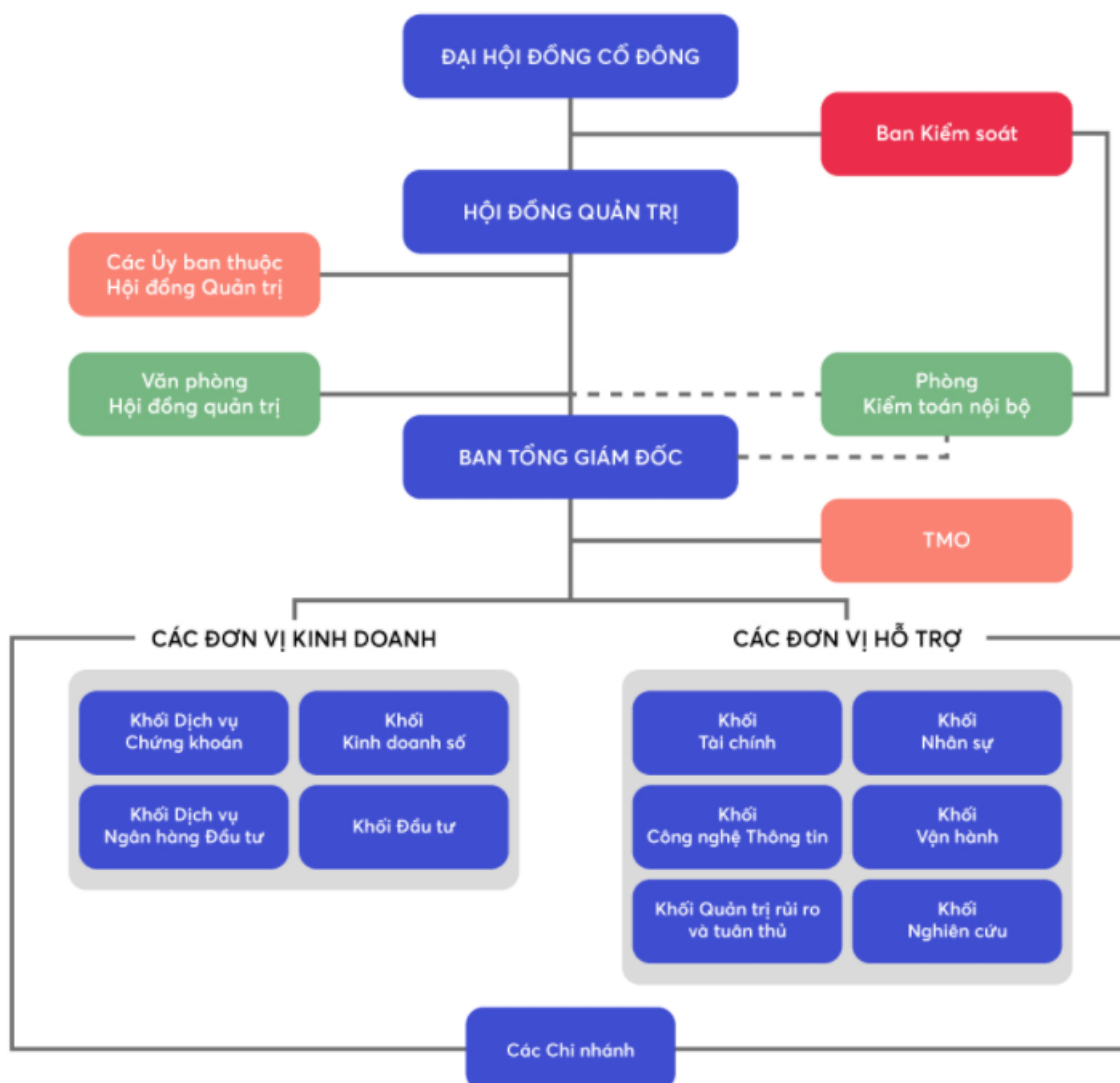 ĐẠI HỘI ĐỒNG CỔ ĐÔNG
Ban Kiểm soát
HỘI ĐỒNG QUẢN TRỊ
Các Ủy ban thuộc
Hội đồng Quản trị
Văn phòng
Hội đồng quản trị
Phòng
Kiểm toán nội bộ
BAN TỔNG GIÁM ĐỐC
TMO
CÁC ĐƠN VỊ KINH DOANH
CÁC ĐƠN VỊ HỖ TRỢ
Khối Dịch vụ
Chứng khoán
Khối
Kinh doanh số
Khối Dịch vụ
Ngân hàng Đầu tư
Khối Đầu tư
Khối
Tài chính
Khối
Nhân sự
Khối
Công nghệ Thông tin
Khối
Vận hành
Khối Quản trị rủi ro
và tuân thủ
Khối
Nghiên cứu
Các Chi nhánh